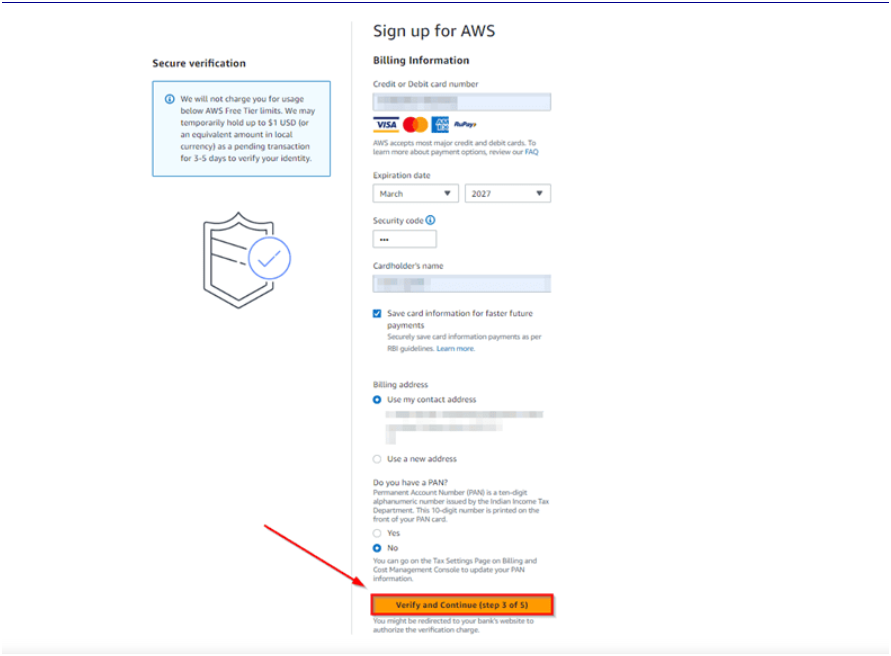 Sign up for AWS
Secure verification
We will not charge you for usage
below AWS Free Tier limits. We may
temporarily hold up to $1 USD (or
an equivalent amount in local
currency) as a pending transaction
for 3-5 days to verify your identity.
Billing Information
Credit or Debit card number
VISA AM EX RuPay
AWS accepts most major credit and debit cards. To
learn more about payment options, review our FAQ
Expiration date
March 2027
Security code
Cardholder's name
Save card information for faster future
payments
Securely save card information payments as per
RBI guidelines. Learn more.
Billing address
Use my contact address
Use a new address
Do you have a PAN?
Permanent Account Number (PAN) is a ten-digit
alphanumeric number issued by the Indian Income Tax
Department. This 10-digit number is printed on the
front of your PAN card.
Yes
No
You can go on the Tax Settings Page on Billing and
Cost Management Console to update your PAN
information.
Verify and Continue (step 3 of 5)
You might be redirected to your bank's website to
authorize the verification charge.